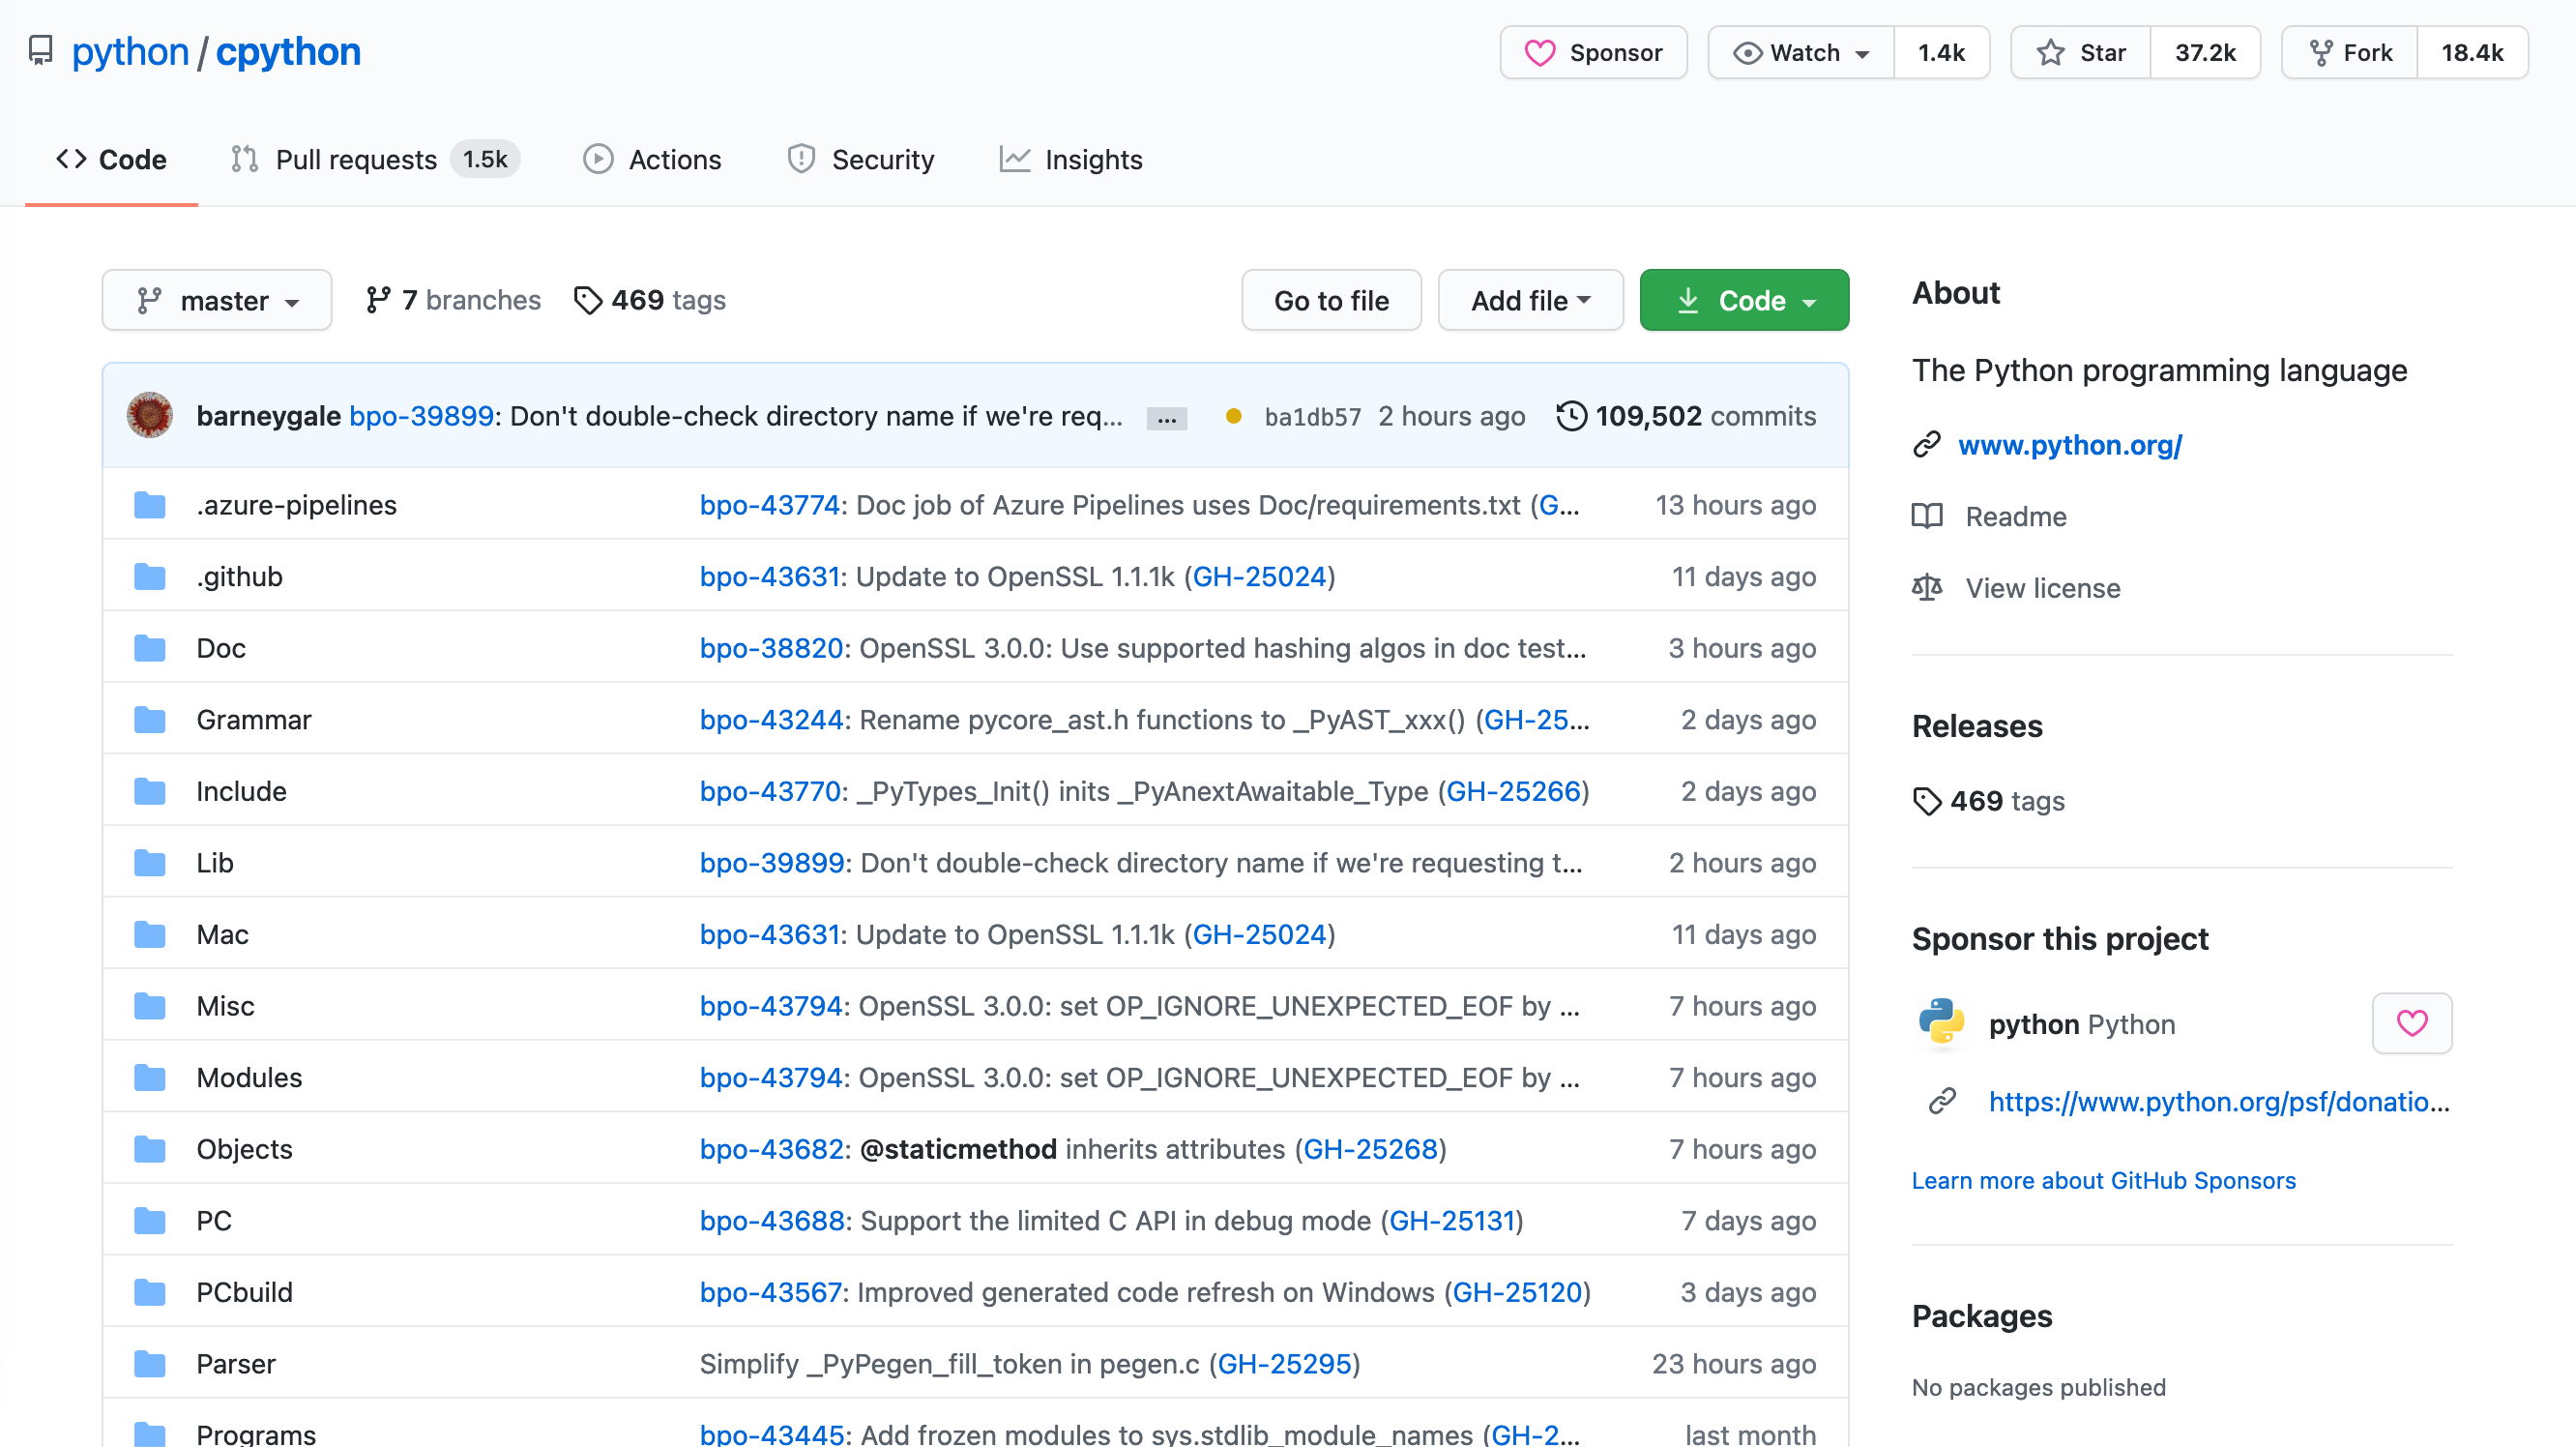 python / cpython
Sponsor Watch 1.4k Star 37.2k Fork 18.4k
Code Pull requests 1.5k Actions Security Insights
master 7 branches 469 tags Go to file Add file Code
barneygale bpo-39899: Don't double-check directory name if we're req... ... ba1db57 2 hours ago 109,502 commits
.azure-pipelines bpo-43774: Doc job of Azure Pipelines uses Doc/requirements.txt (G... 13 hours ago
.github bpo-43631: Update to OpenSSL 1.1.1k (GH-25024) 11 days ago
Doc bpo-38820: OpenSSL 3.0.0: Use supported hashing algos in doc test... 3 hours ago
Grammar bpo-43244: Rename pycore_ast.h functions to _PyAST_xxx() (GH-25... 2 days ago
Include bpo-43770: _PyTypes_Init() inits _PyAnextAwaitable_Type (GH-25266) 2 days ago
Lib bpo-39899: Don't double-check directory name if we're requesting t... 2 hours ago
Mac bpo-43631: Update to OpenSSL 1.1.1k (GH-25024) 11 days ago
Misc bpo-43794: OpenSSL 3.0.0: set OP_IGNORE_UNEXPECTED_EOF by ... 7 hours ago
Modules bpo-43794: OpenSSL 3.0.0: set OP_IGNORE_UNEXPECTED_EOF by ... 7 hours ago
Objects bpo-43682: @staticmethod inherits attributes (GH-25268) 7 hours ago
PC bpo-43688: Support the limited C API in debug mode (GH-25131) 7 days ago
PCbuild bpo-43567: Improved generated code refresh on Windows (GH-25120) 3 days ago
Parser Simplify _PyPegen_fill_token in pegen.c (GH-25295) 23 hours ago
Programs bpo-43445: Add frozen modules to sys.stdlib_module_names (GH-2... last month
About
The Python programming language
www.python.org/
Readme
View license
Releases
469 tags
Sponsor this project
python Python
https://www.python.org/psf/donatio...
Learn more about GitHub Sponsors
Packages
No packages published